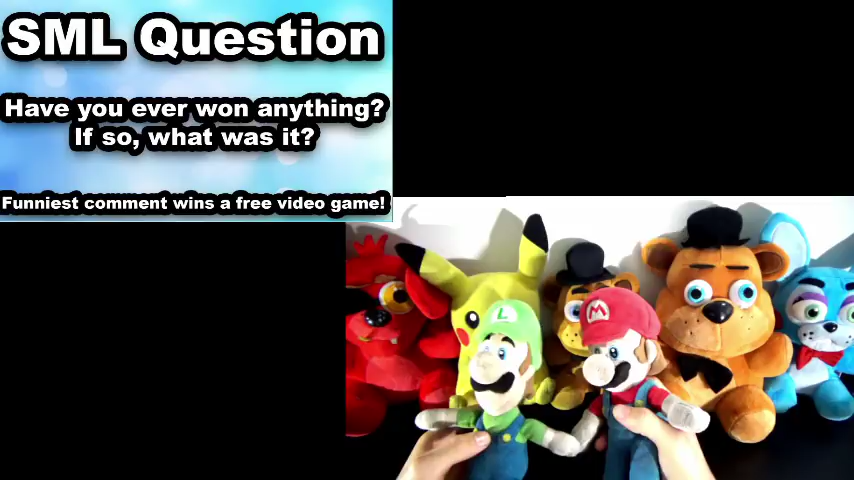 SML Question
Have you ever won anything?
If so, what was it?
Funniest comment wins a free video game!
L
M